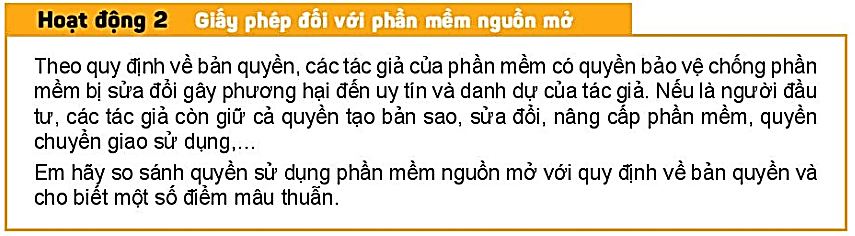 Hoạt động 2 Giấy phép đối với phần mềm nguồn mở
Theo quy định về bản quyền, các tác giả của phần mềm có quyền bảo vệ chống phần
mềm bị sửa đổi gây phương hại đến uy tín và danh dự của tác giả. Nếu là người đầu
tư, các tác giả còn giữ cả quyền tạo bản sao, sửa đổi, nâng cấp phần mềm, quyền
chuyển giao sử dụng,...
Em hãy so sánh quyền sử dụng phần mềm nguồn mở với quy định về bản quyền và
cho biết một số điểm mâu thuẫn.